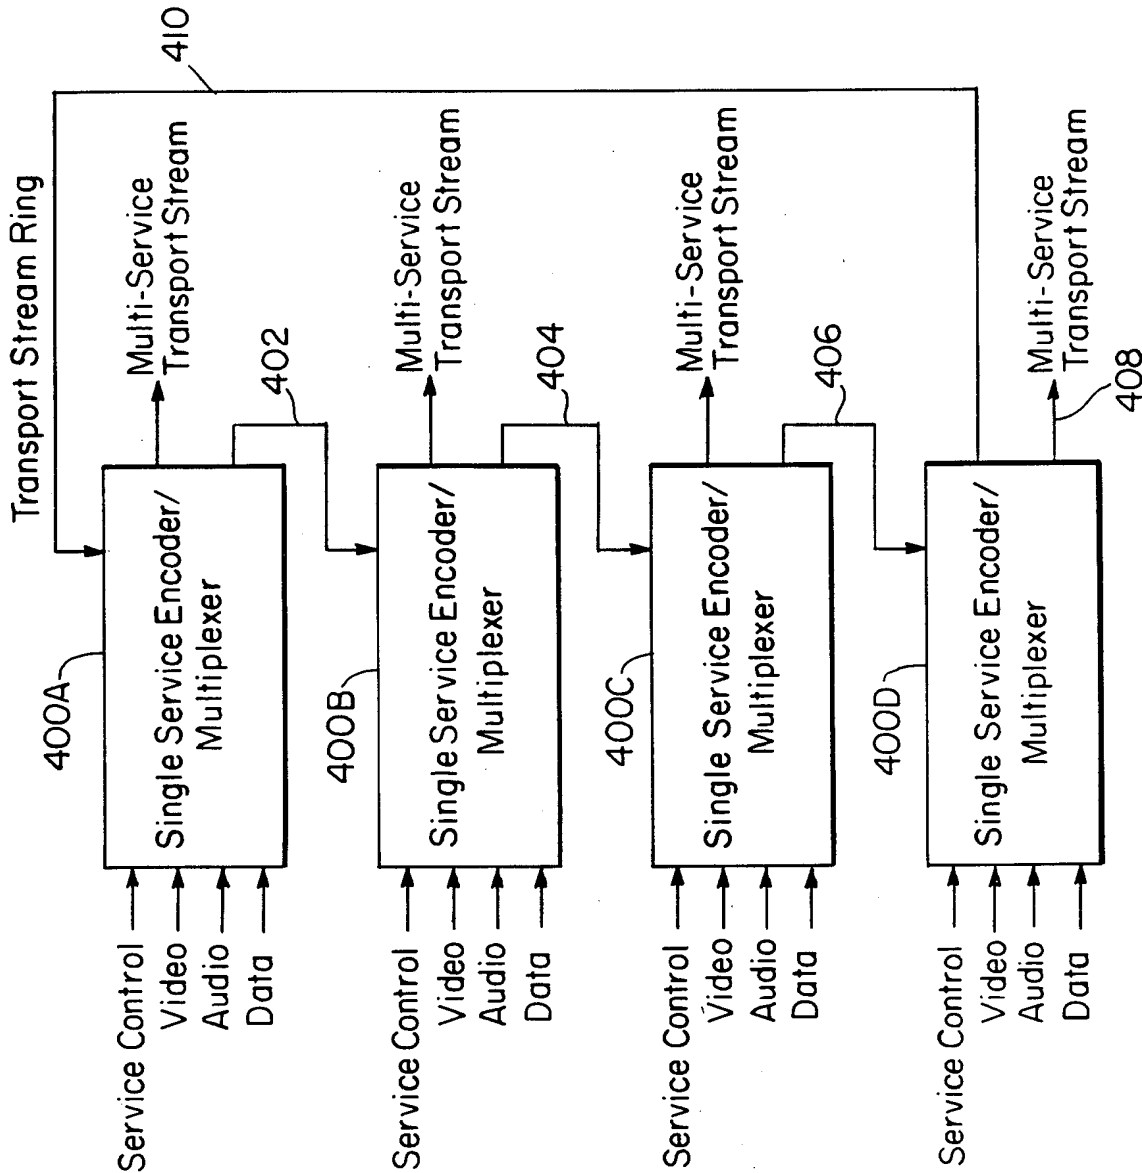 Transport Stream Ring
410
400A
Service Control
Video
Audio
Data
Single Service Encoder/
Multiplexer
Multi-Service
Transport Stream
402
400B
Service Control
Video
Audio
Data
Single Service Encoder/
Multiplexer
Multi-Service
Transport Stream
404
400C
Service Control
Video
Audio
Data
Single Service Encoder/
Multiplexer
Multi-Service
Transport Stream
406
400D
Service Control
Video
Audio
Data
Single Service Encoder/
Multiplexer
Multi-Service
Transport Stream
408